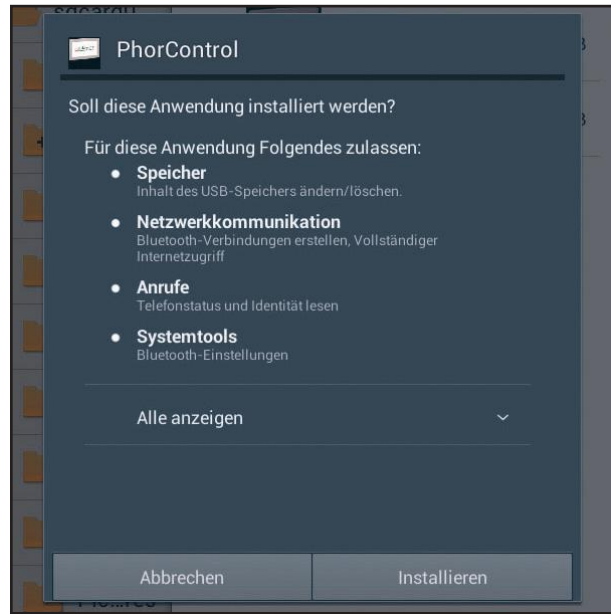 PhorControl
Soll diese Anwendung installiert werden?
Für diese Anwendung Folgendes zulassen:
• Speicher
Inhalt des USB-Speichers ändern/löschen.
• Netzwerkkommunikation
Bluetooth-Verbindungen erstellen, Vollständiger
Internetzugriff
• Anrufe
Telefonstatus und Identität lesen
• Systemtools
Bluetooth-Einstellungen
Alle anzeigen
Abbrechen
Installieren